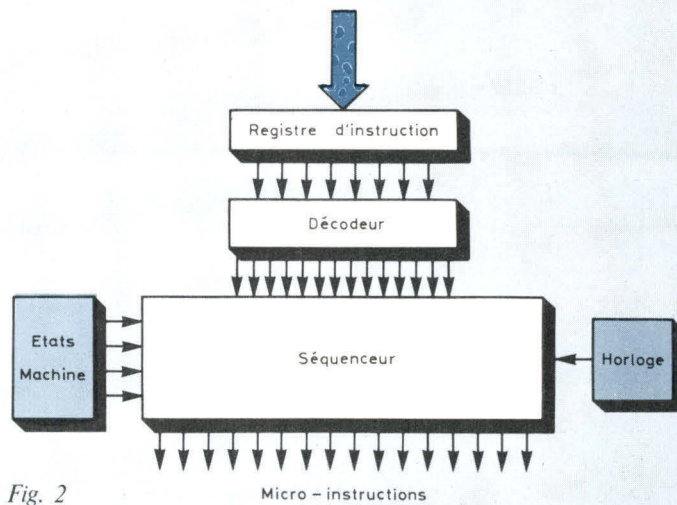 Registre d'instruction
Décodeur
Etats
Machine
Séquenceur
Horloge
Fig. 2
Micro-instructions